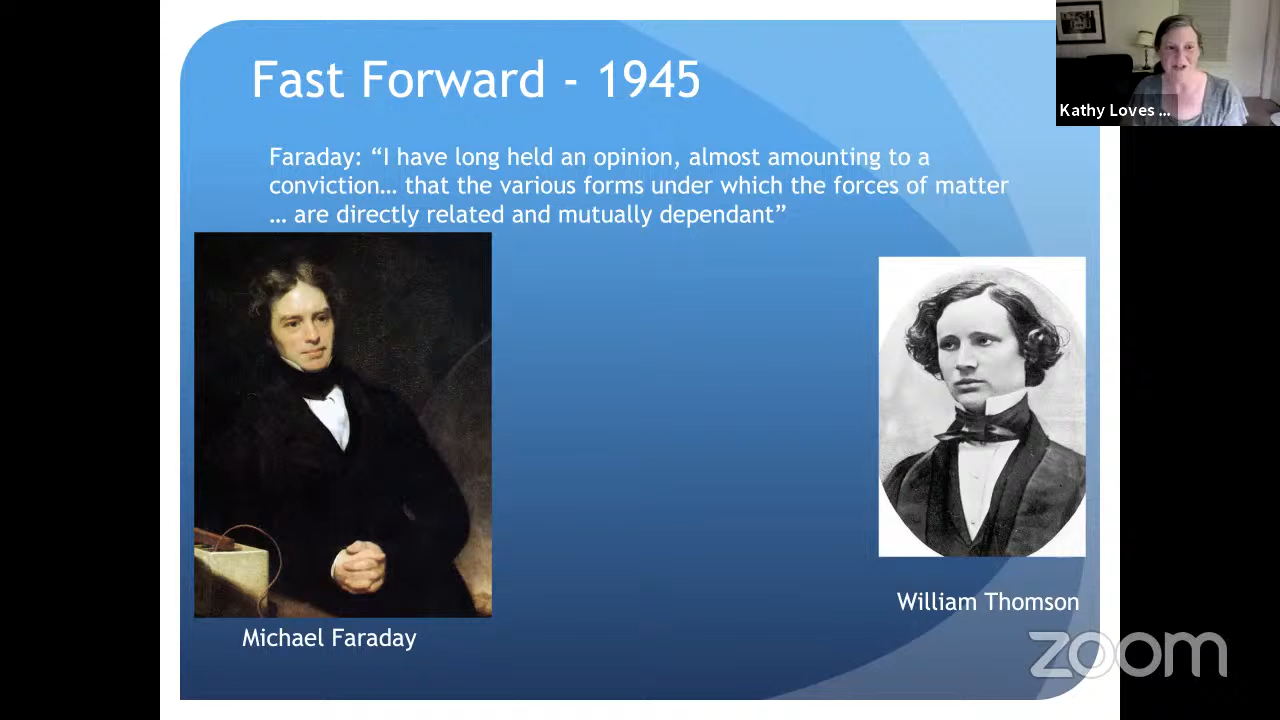 Fast Forward - 1945
Kathy Loves ...
Faraday: “I have long held an opinion, almost amounting to a
conviction… that the various forms under which the forces of matter
… are directly related and mutually dependant”
William Thomson
Michael Faraday
zoom